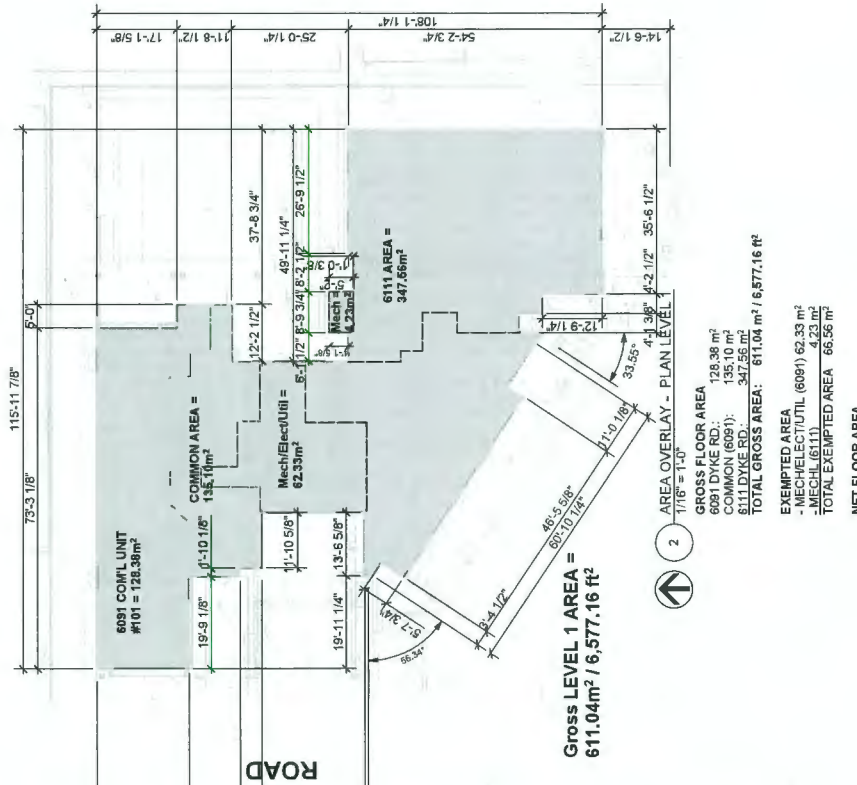 115'-11 7/8"
73'-3 1/8"
5'-0"
37'-8 3/4"
12'-2 1/2"
49'-11 1/4"
26'-9 1/2"
8'-2 1/2"
8'-9 3/4"
17'-1 5/8"
11'-8 1/2"
25'-0 1/4"
54'-2 3/4"
108'-1 1/4"
14'-6 1/2"
6091 COM'L UNIT
#101 = 128.38m²
COMMON AREA =
135.10m²
Mech/Elect/Util =
62.33m²
Mech =
4.23m²
6111 AREA =
347.56m²
19'-9 1/8"
11'-10 5/8"
19'-11 1/4"
13'-6 5/8"
5'-7 3/4"
3'-4 1/2"
56.34°
46'-5 5/8"
60'-10 1/4"
11'-0 1/8"
33.55°
12'-9 1/4"
4'-1 3/8"
4'-2 1/2"
35'-6 1/2"
ROAD
Gross LEVEL 1 AREA =
611.04m² / 6,577.16 ft²
2
AREA OVERLAY - PLAN LEVEL
1/16" = 1'-0"
GROSS FLOOR AREA
6091 DYKE RD.: 128.38 m²
COMMON (6091): 135.10 m²
6111 DYKE RD.: 347.56 m²
TOTAL GROSS AREA: 611.04 m² / 6,577.16 ft²
EXEMPTED AREA
- MECH/ELECT/UTIL (6091) 62.33 m²
- MECHL (6111) 4.23 m²
TOTAL EXEMPTED AREA 66.56 m²
NET FLOOR AREA